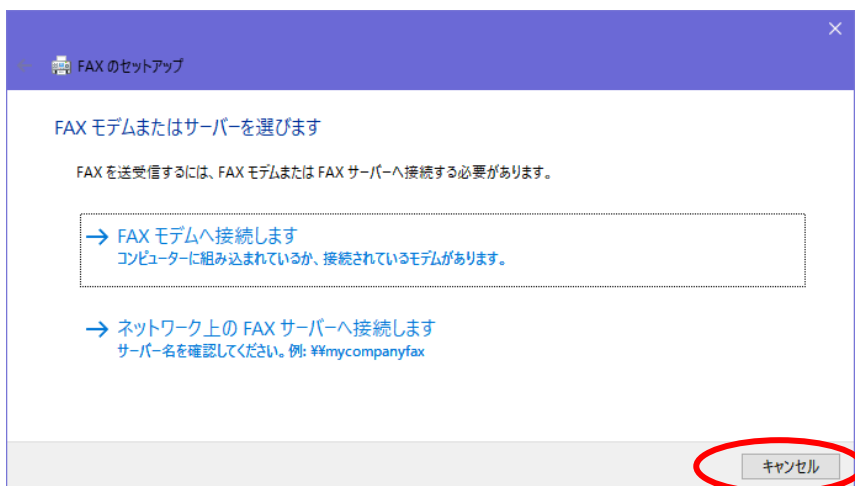 FAX のセットアップ
FAX モデムまたはサーバーを選びます
FAX を送受信するには、FAX モデムまたは FAX サーバーへ接続する必要があります。
FAX モデムへ接続します
コンピューターに組み込まれているか、接続されているモデムがあります。
ネットワーク上の FAX サーバーへ接続します
サーバー名を確認してください。例: ¥¥mycompanyfax
キャンセル